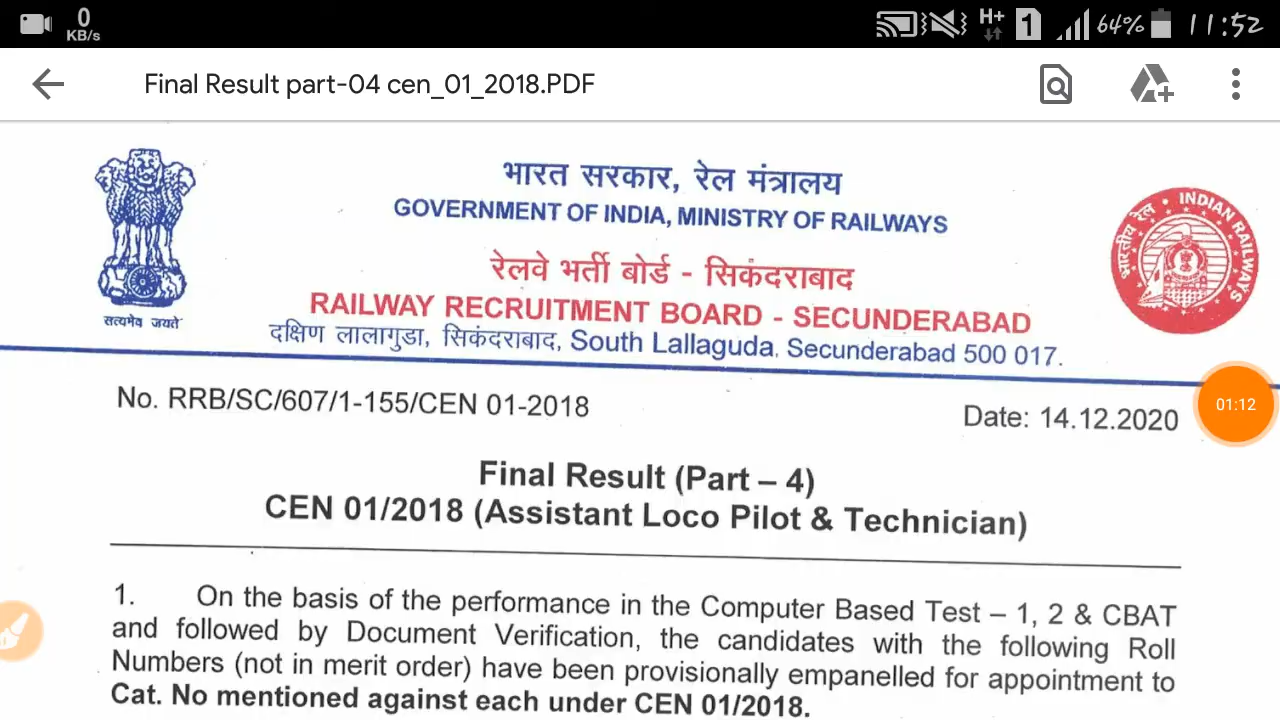 0
KB/s
H+
1
64%
11:52
Final Result part-04 cen_01_2018.PDF
भारत सरकार, रेल मंत्रालय
GOVERNMENT OF INDIA, MINISTRY OF RAILWAYS
रेलवे भर्ती बोर्ड - सिकंदराबाद
RAILWAY RECRUITMENT BOARD - SECUNDERABAD
दक्षिण लालागुडा, सिकंदराबाद, South Lallaguda, Secunderabad 500 017.
सत्यमेव जयते
भारतीय रेल • INDIAN RAILWAYS
No. RRB/SC/607/1-155/CEN 01-2018
Date: 14.12.2020
01:12
Final Result (Part – 4)
CEN 01/2018 (Assistant Loco Pilot & Technician)
1. On the basis of the performance in the Computer Based Test – 1, 2 & CBAT
and followed by Document Verification, the candidates with the following Roll
Numbers (not in merit order) have been provisionally empanelled for appointment to
Cat. No mentioned against each under CEN 01/2018.